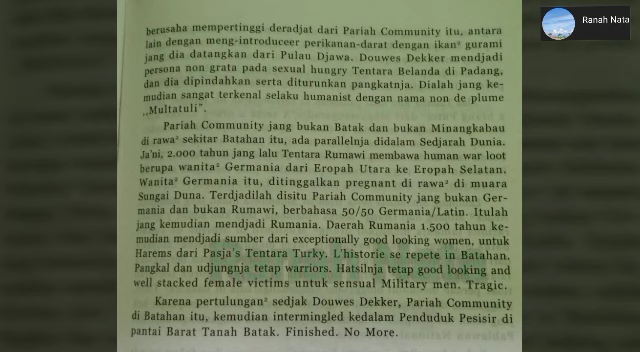 Ranah Nata
berusaha mempertinggi deradjat dari Pariah Community itu, antara
lain dengan meng-introduceer perikanan-darat dengan ikan² gurami
jang dia datangkan dari Pulau Djawa. Douwes Dekker mendjadi
persona non grata pada sexual hungry Tentara Belanda di Padang,
dan dia dipindahkan serta diturunkan pangkatnja. Dialah jang ke-
mudian sangat terkenal selaku humanist dengan nama non de plume
„Multatuli".
Pariah Community jang bukan Batak dan bukan Minangkabau
di rawa² sekitar Batahan itu, ada parallelnja didalam Sedjarah Dunia.
Ja'ni, 2.000 tahun jang lalu Tentara Rumawi membawa human war loot
berupa wanita² Germania dari Eropah Utara ke Eropah Selatan.
Wanita² Germania itu, ditinggalkan pregnant di rawa² di muara
Sungai Duna. Terdjadilah disitu Pariah Community jang bukan Ger-
mania dan bukan Rumawi, berbahasa 50/50 Germania/Latin. Itulah
jang kemudian mendjadi Rumania. Daerah Rumania 1.500 tahun ke-
mudian mendjadi sumber dari exceptionally good looking women, untuk
Harems dari Pasja's Tentara Turky. L'historie se repete in Batahan.
Pangkal dan udjungnja tetap warriors. Hatsilnja tetap good looking and
well stacked female victims untuk sensual Military men. Tragic.
Karena pertulungan² sedjak Douwes Dekker, Pariah Community
di Batahan itu, kemudian intermingled kedalam Penduduk Pesisir di
pantai Barat Tanah Batak. Finished. No More.